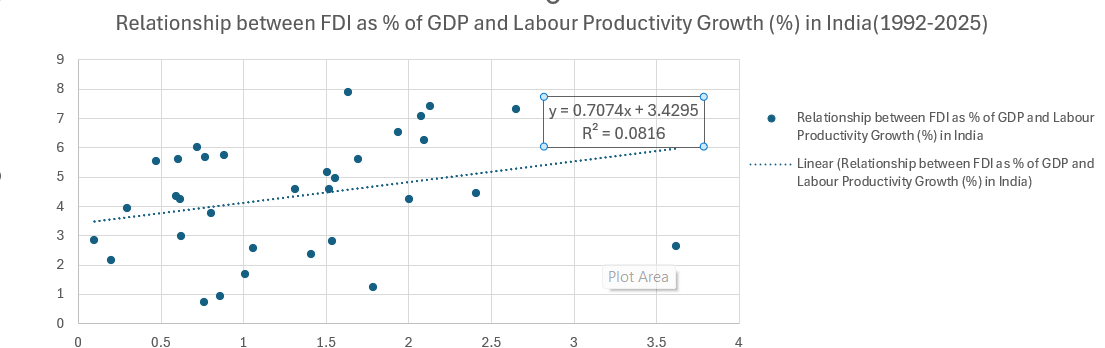 Relationship between FDI as % of GDP and Labour Productivity Growth (%) in India(1992-2025)
9
8
7
6
5
4
3
2
1
0
0
0.5
1
1.5
2
2.5
3
3.5
4
y = 0.7074x + 3.4295
R² = 0.0816
Plot Area
Relationship between FDI as % of GDP and Labour
Productivity Growth (%) in India
Linear (Relationship between FDI as % of GDP and
Labour Productivity Growth (%) in India)